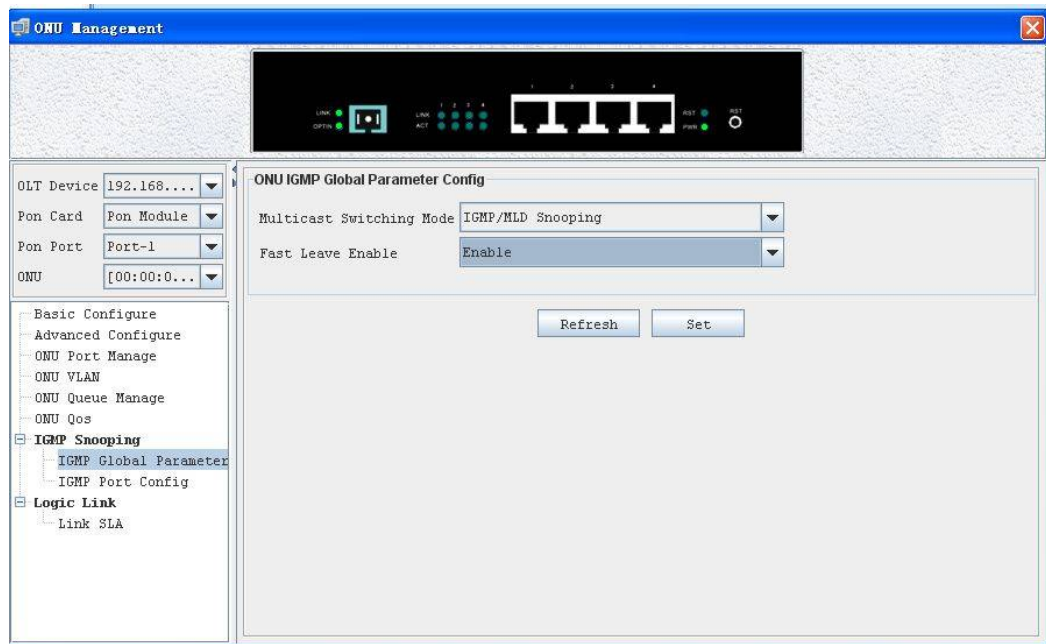 ONU Management
1 2 3 4
LINK
OPTIN
1 2 3 4
LINK
ACT
RST
PWR
RST
OLT Device 192.168....
Pon Card Pon Module
Pon Port Port-1
ONU [00:00:0...
Basic Configure
Advanced Configure
ONU Port Manage
ONU VLAN
ONU Queue Manage
ONU Qos
IGMP Snooping
IGMP Global Parameter
IGMP Port Config
Logic Link
Link SLA
ONU IGMP Global Parameter Config
Multicast Switching Mode IGMP/MLD Snooping
Fast Leave Enable Enable
Refresh Set